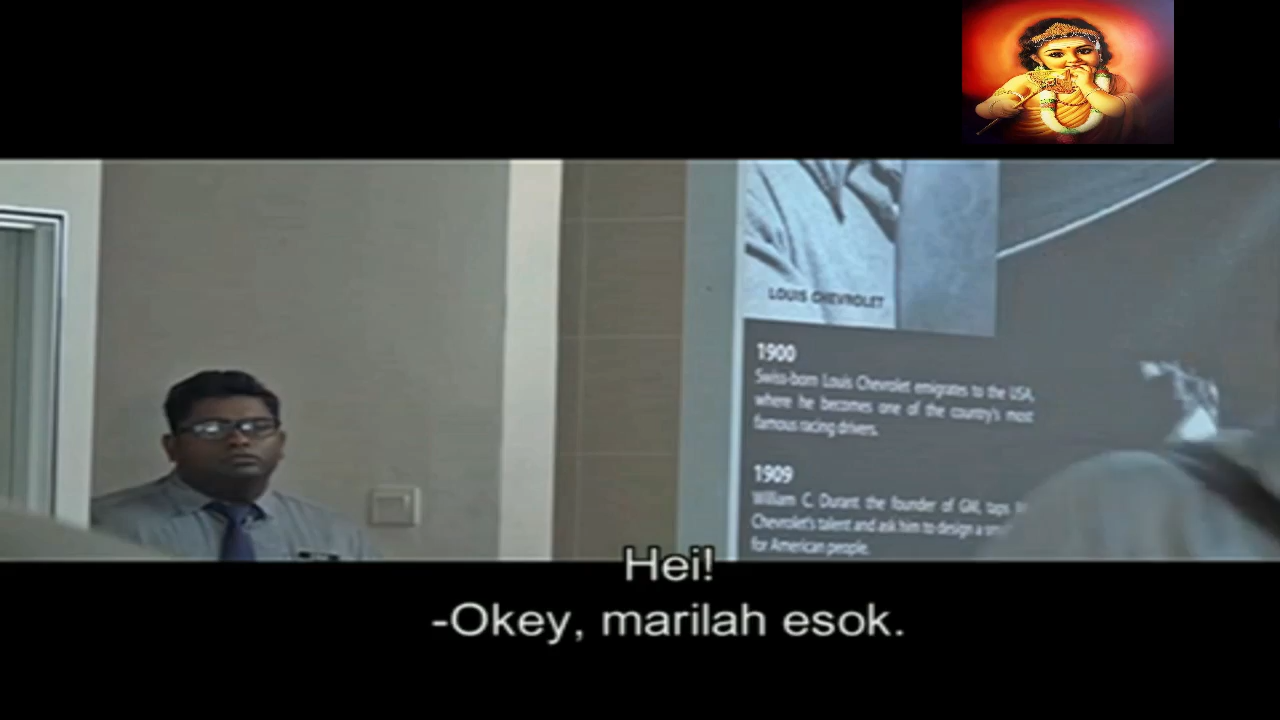 LOUIS CHEVROLET
1900
Swiss-born Louis Chevrolet emigrates to the USA,
where he becomes one of the country's most
famous racing drivers.
1909
William C. Durant the founder of GM, taps
Chevrolet's talent and ask him to design a
for American people.
Hei!
-Okey, marilah esok.